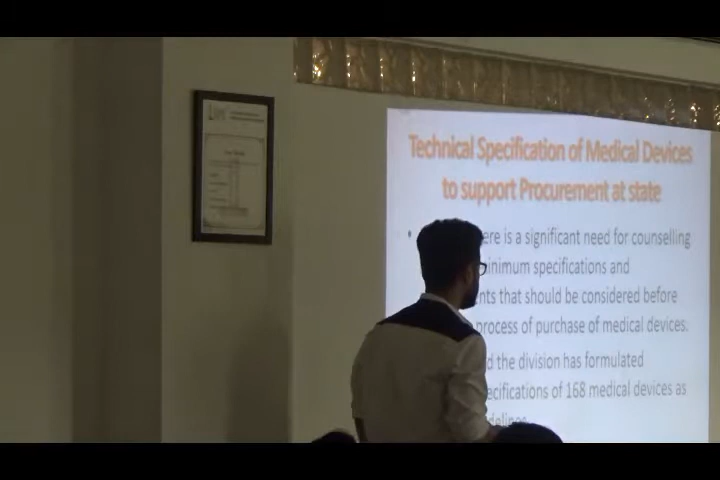 Technical Specification of Medical Devices
to support Procurement at state
ere is a significant need for counselling
inimum specifications and
nts that should be considered before
process of purchase of medical devices.
d the division has formulated
ecifications of 168 medical devices as